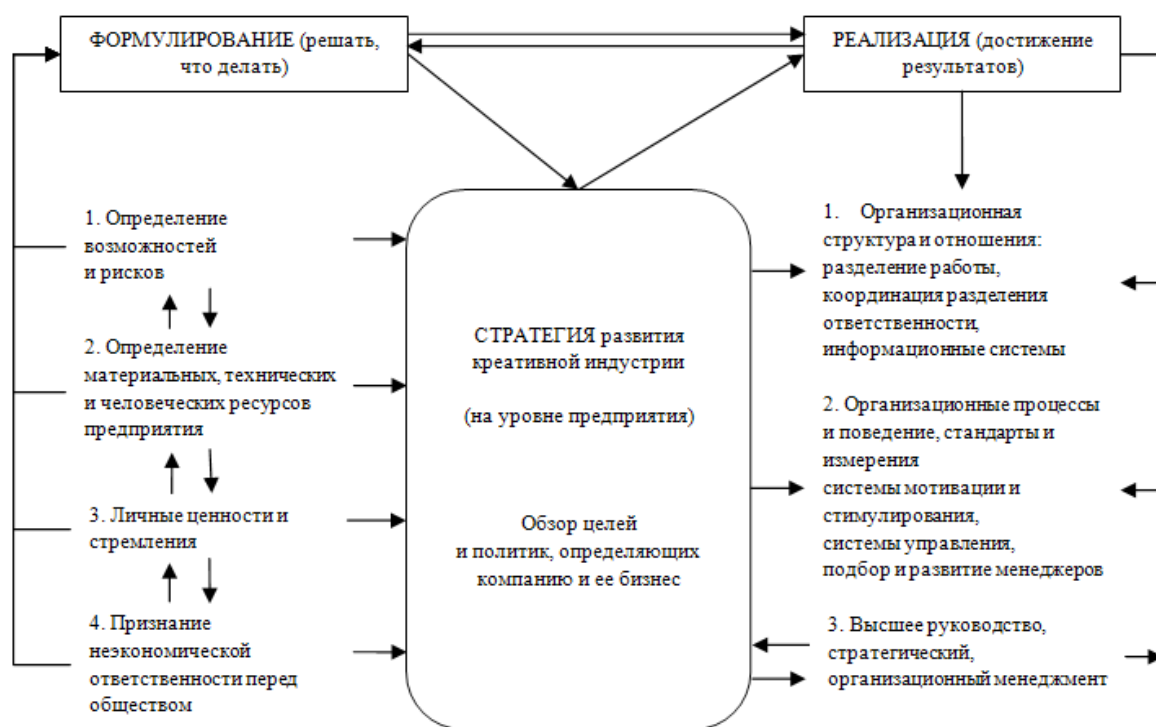 ФОРМУЛИРОВАНИЕ (решать,
что делать)
РЕАЛИЗАЦИЯ (достижение
результатов)
1. Определение
возможностей
и рисков
2. Определение
материальных, технических
и человеческих ресурсов
предприятия
3. Личные ценности и
стремления
4. Признание
неэкономической
ответственности перед
обществом
СТРАТЕГИЯ развития
креативной индустрии
(на уровне предприятия)
Обзор целей
и политик, определяющих
компанию и ее бизнес
1. Организационная
структура и отношения:
разделение работы,
координация разделения
ответственности,
информационные системы
2. Организационные процессы
и поведение, стандарты и
измерения
системы мотивации и
стимулирования,
системы управления,
подбор и развитие менеджеров
3. Высшее руководство,
стратегический,
организационный менеджмент